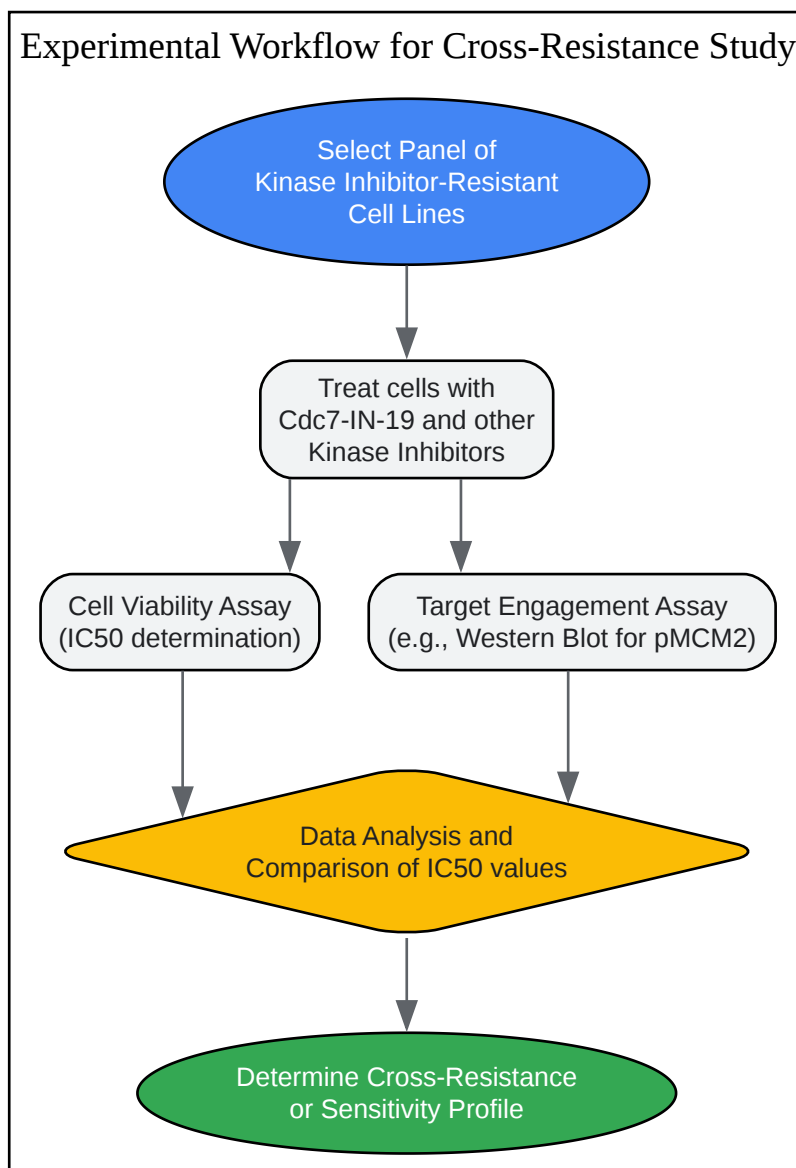 Experimental Workflow for Cross-Resistance Study
Select Panel of
Kinase Inhibitor-Resistant
Cell Lines
Treat cells with
Cdc7-IN-19 and other
Kinase Inhibitors
Cell Viability Assay
(IC50 determination)
Target Engagement Assay
(e.g., Western Blot for pMCM2)
Data Analysis and
Comparison of IC50 values
Determine Cross-Resistance
or Sensitivity Profile